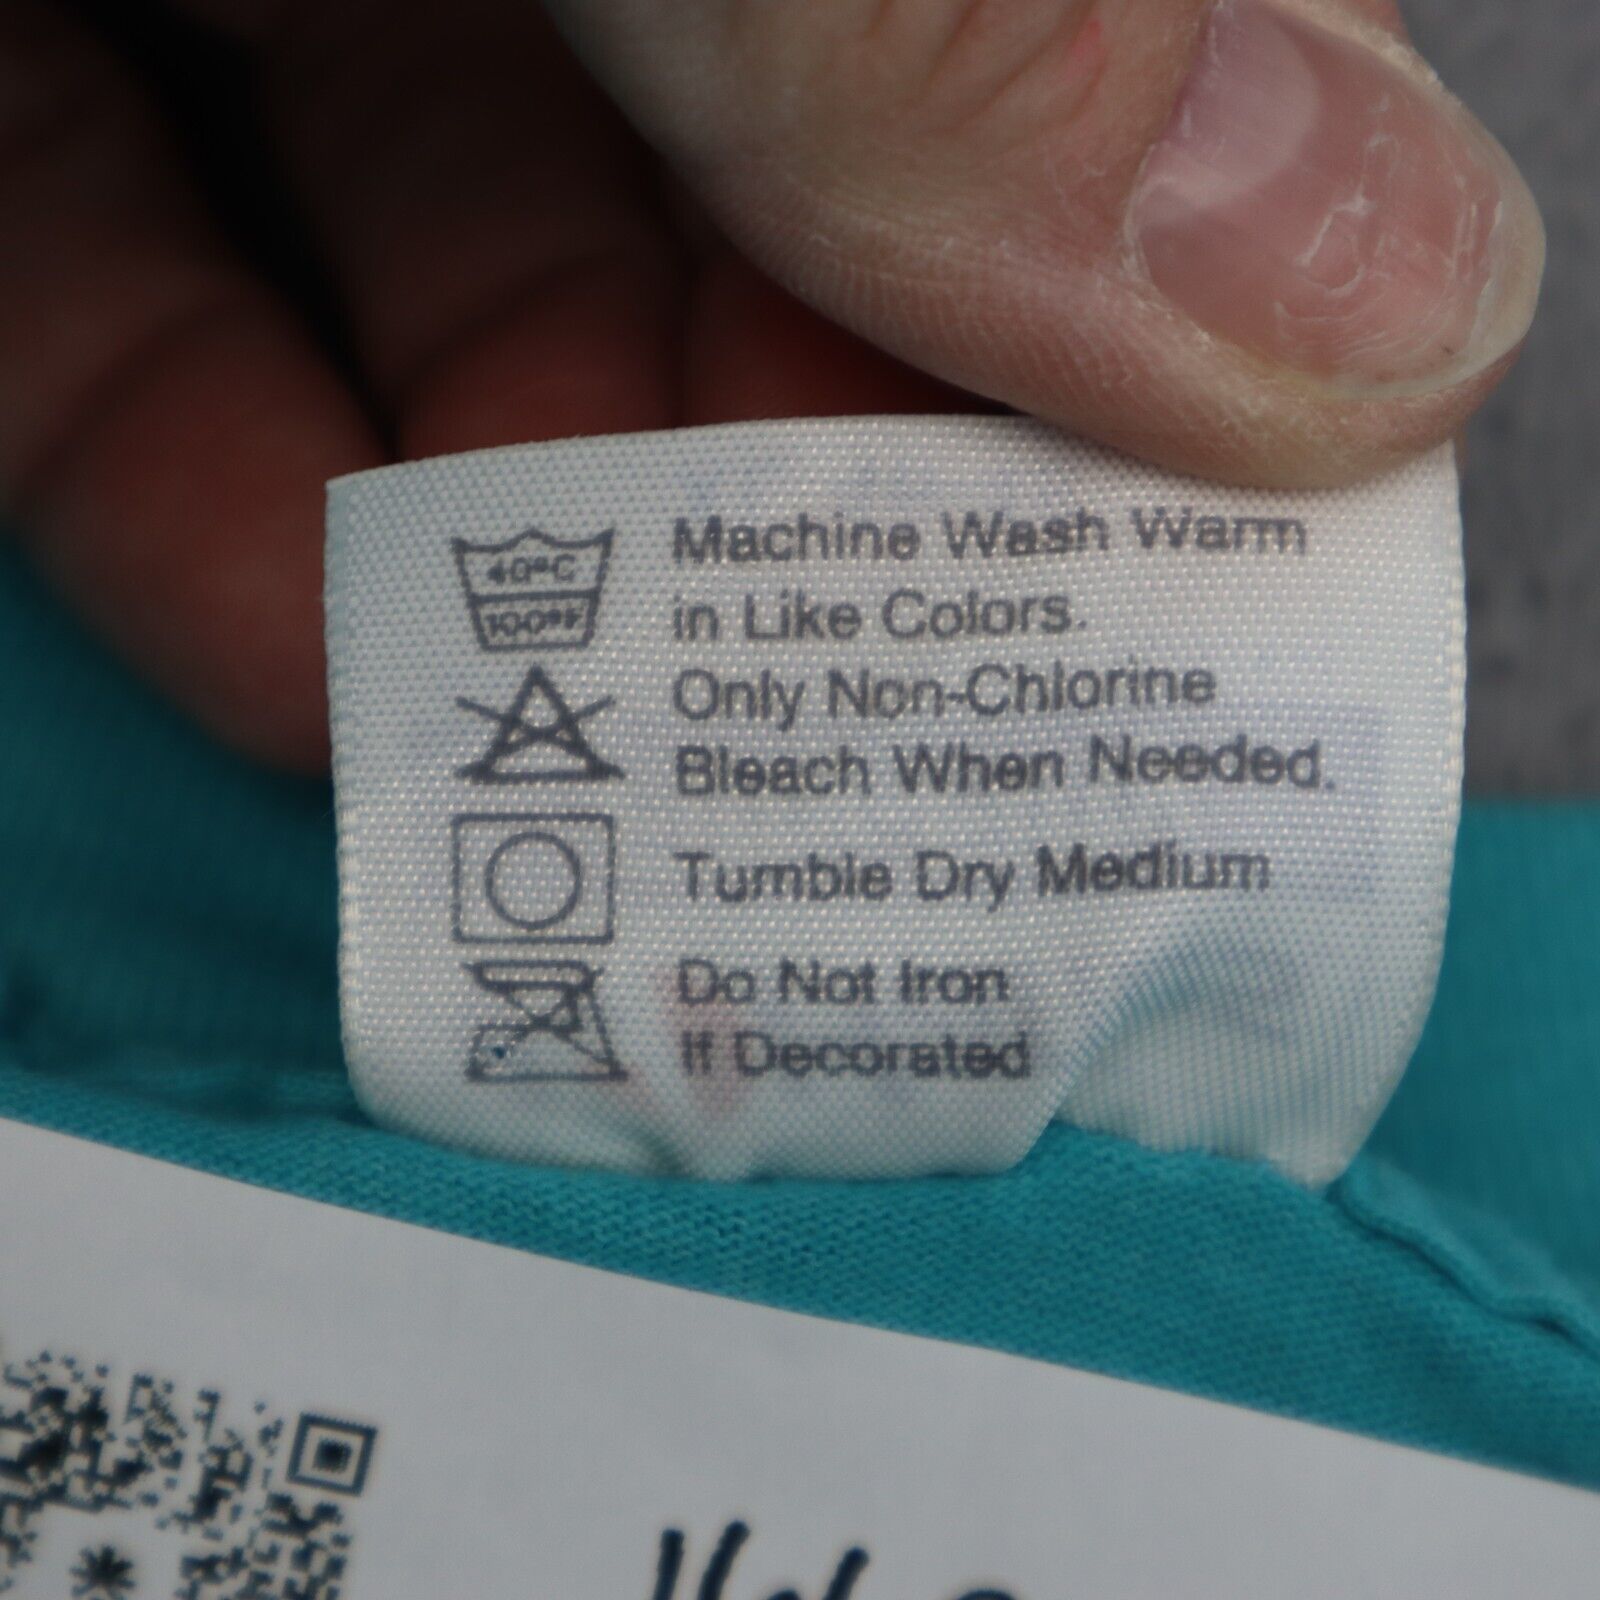 40°C
100°F
Machine Wash Warm
in Like Colors.
Only Non-Chlorine
Bleach When Needed.
Tumble Dry Medium
Do Not Iron
If Decorated